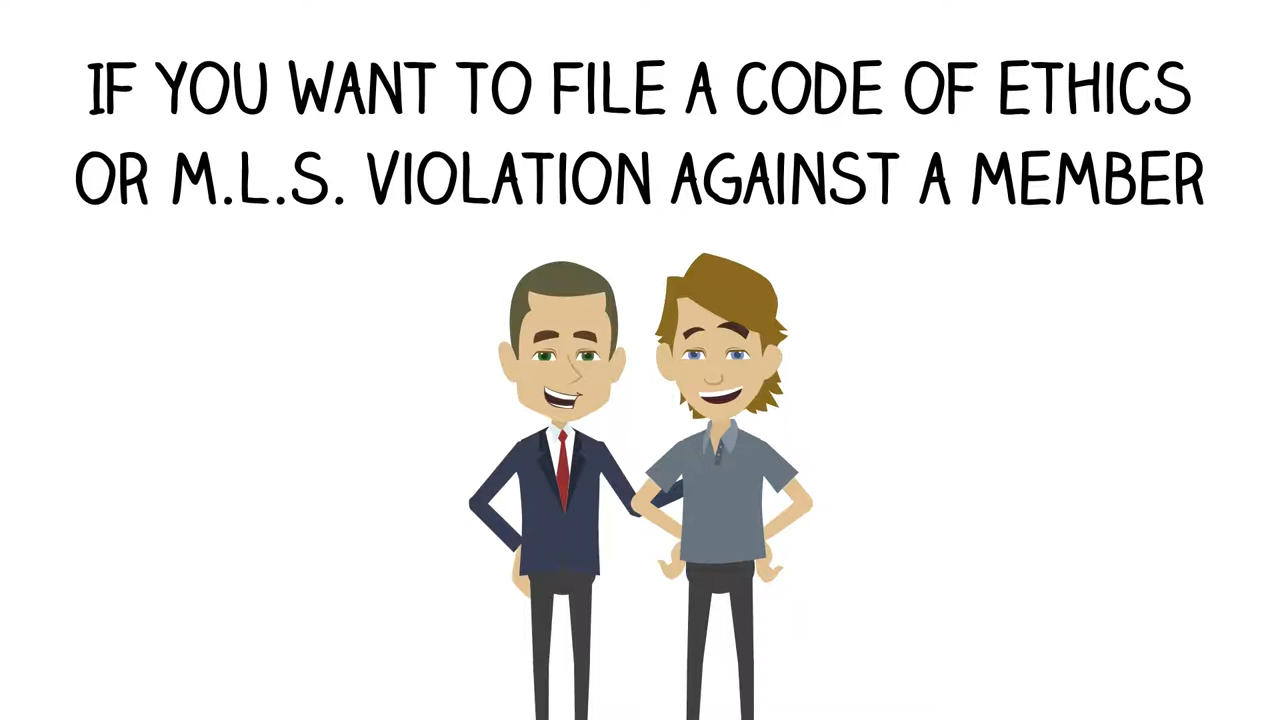 IF YOU WANT TO FILE A CODE OF ETHICS
OR M.L.S. VIOLATION AGAINST A MEMBER